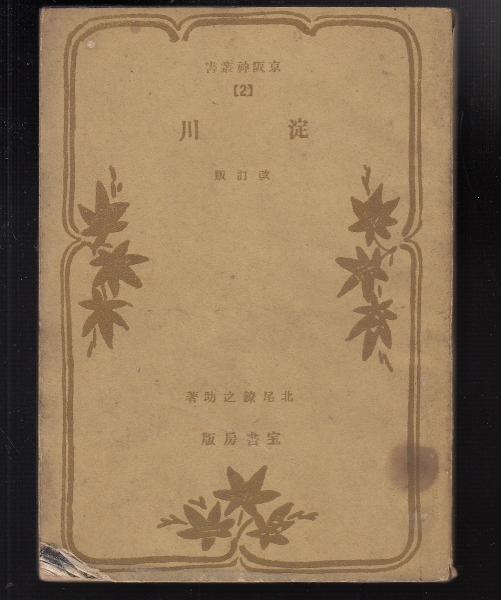 京阪神叢書
【2】
淀川
改訂版
北尾鐐之助著
宝書房版